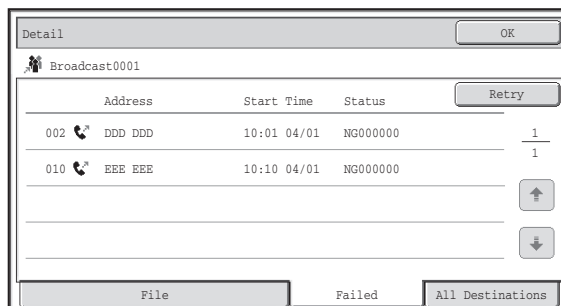 Detail OK
Broadcast0001
Address Start Time Status Retry
002 DDD DDD 10:01 04/01 NG000000
1
1
010 EEE EEE 10:10 04/01 NG000000
File Failed All Destinations